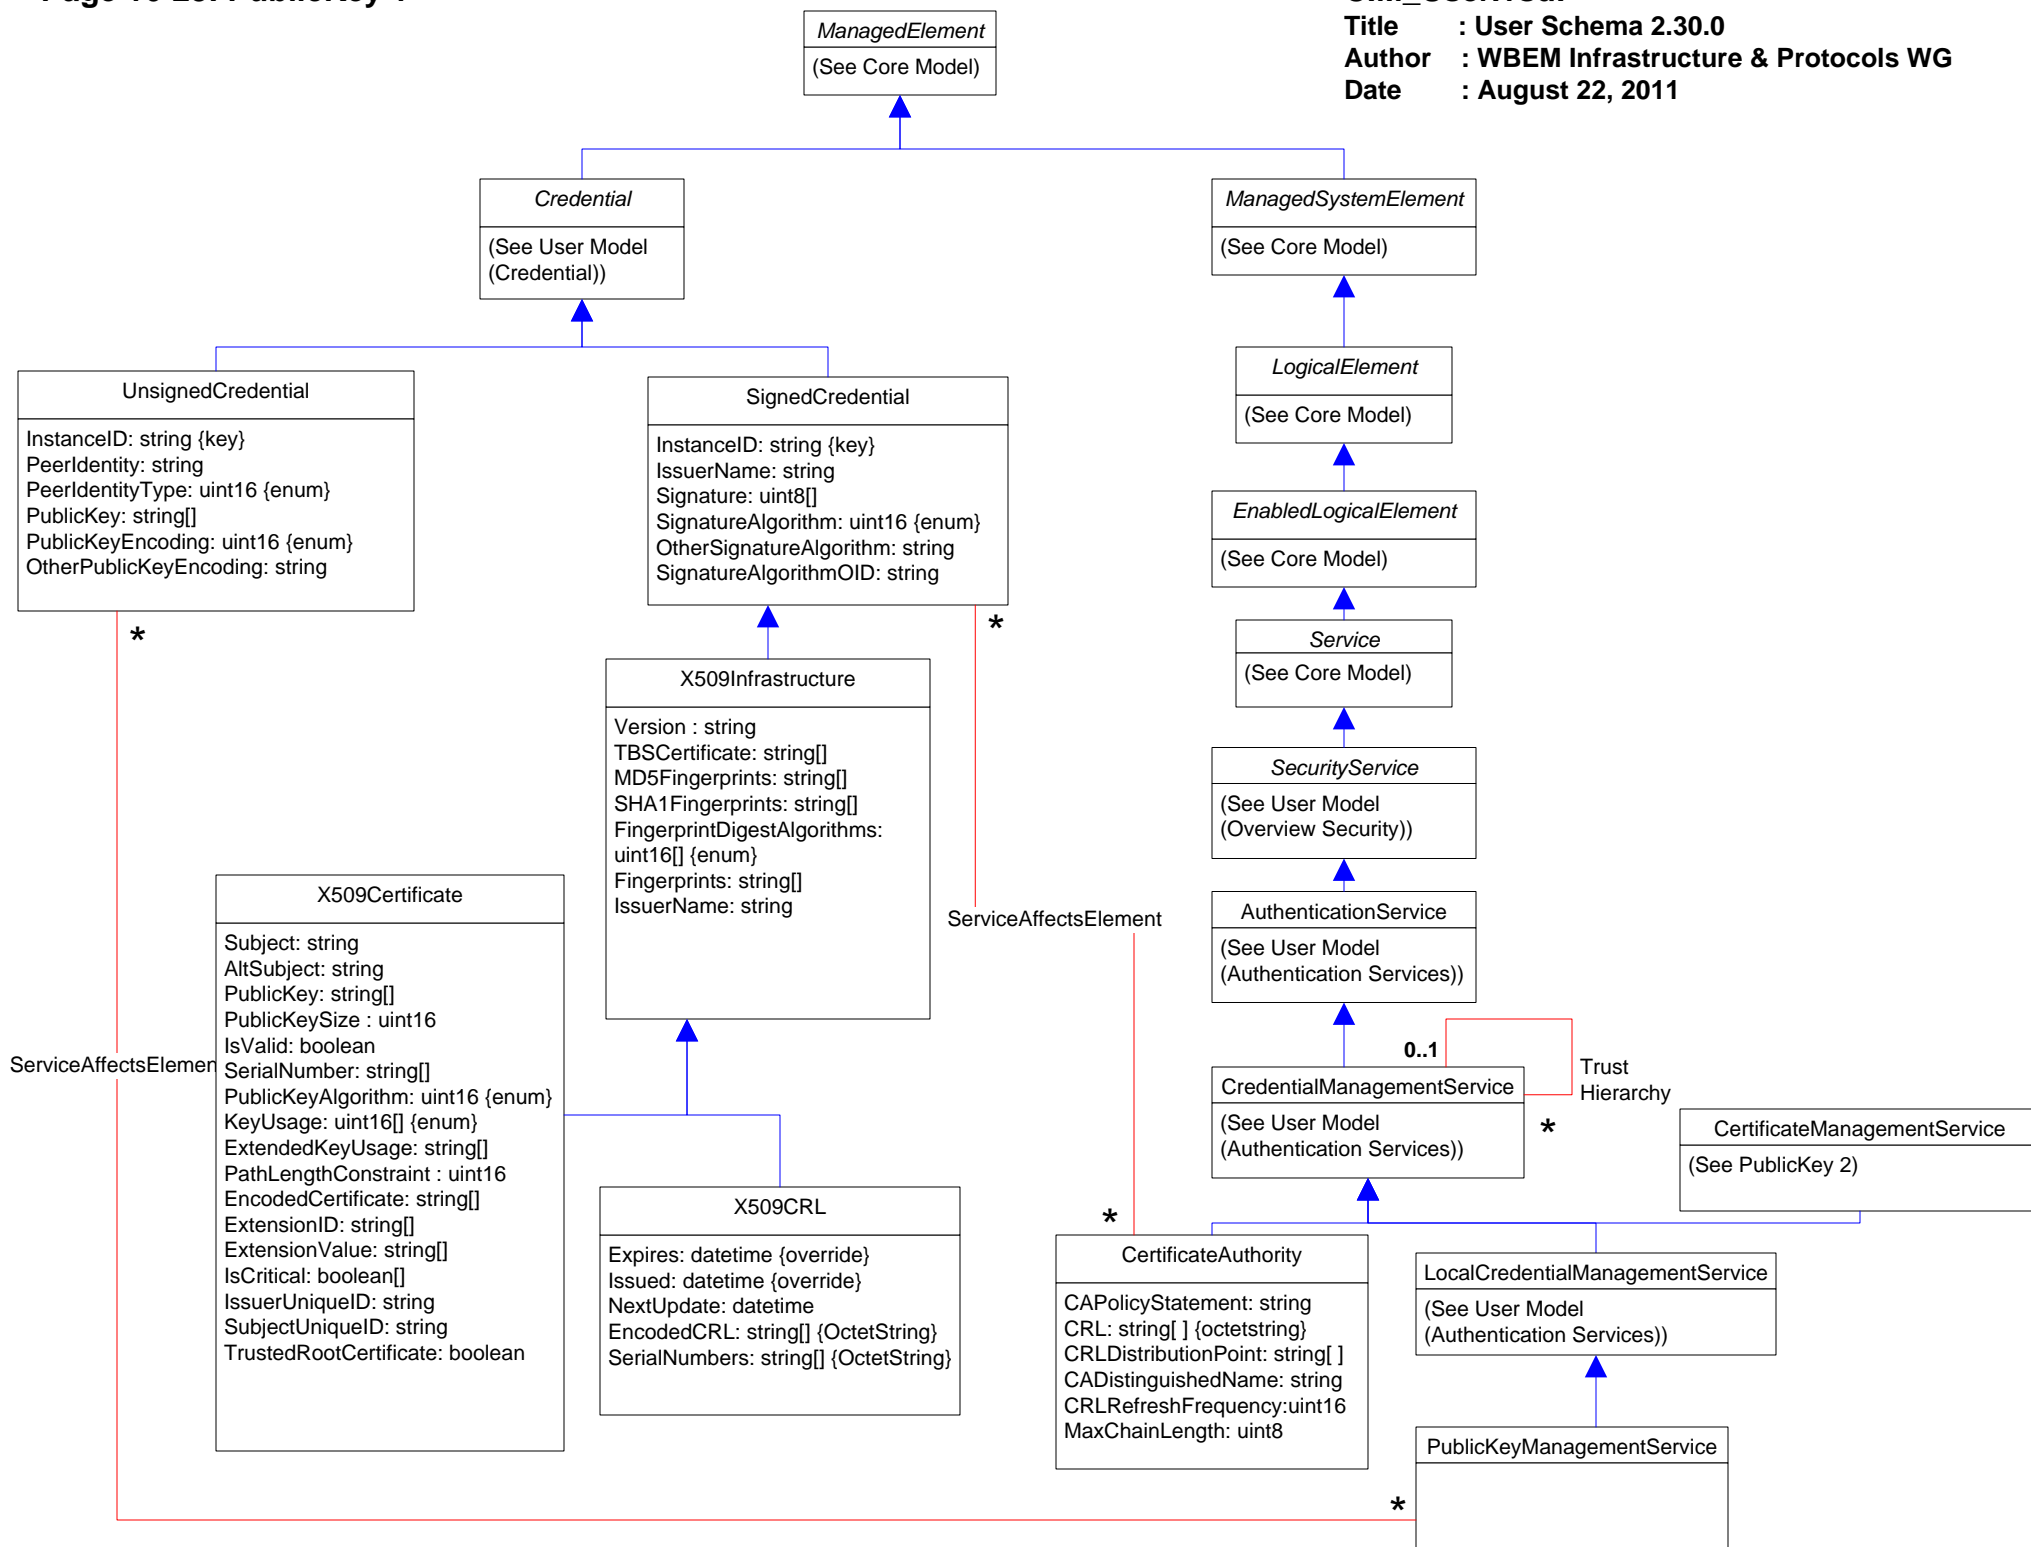 ManagedElement
(See Core Model)
Title : User Schema 2.30.0
Author : WBEM Infrastructure & Protocols WG
Date : August 22, 2011
Credential
(See User Model
(Credential))
ManagedSystemElement
(See Core Model)
LogicalElement
(See Core Model)
UnsignedCredential
InstanceID: string {key}
PeerIdentity: string
PeerIdentityType: uint16 {enum}
PublicKey: string[]
PublicKeyEncoding: uint16 {enum}
OtherPublicKeyEncoding: string
*
SignedCredential
InstanceID: string {key}
IssuerName: string
Signature: uint8[]
SignatureAlgorithm: uint16 {enum}
OtherSignatureAlgorithm: string
SignatureAlgorithmOID: string
*
EnabledLogicalElement
(See Core Model)
Service
(See Core Model)
X509Infrastructure
Version : string
TBSCertificate: string[]
MD5Fingerprints: string[]
SHA1Fingerprints: string[]
FingerprintDigestAlgorithms:
uint16[] {enum}
Fingerprints: string[]
IssuerName: string
SecurityService
(See User Model
(Overview Security))
ServiceAffectsElement
AuthenticationService
(See User Model
(Authentication Services))
X509Certificate
Subject: string
AltSubject: string
PublicKey: string[]
PublicKeySize : uint16
IsValid: boolean
SerialNumber: string[]
PublicKeyAlgorithm: uint16 {enum}
KeyUsage: uint16[] {enum}
ExtendedKeyUsage: string[]
PathLengthConstraint : uint16
EncodedCertificate: string[]
ExtensionID: string[]
ExtensionValue: string[]
IsCritical: boolean[]
IssuerUniqueID: string
SubjectUniqueID: string
TrustedRootCertificate: boolean
ServiceAffectsElemen
0..1
Trust
Hierarchy
CredentialManagementService
(See User Model
(Authentication Services))
*
CertificateManagementService
(See PublicKey 2)
X509CRL
Expires: datetime {override}
Issued: datetime {override}
NextUpdate: datetime
EncodedCRL: string[] {OctetString}
SerialNumbers: string[] {OctetString}
*
CertificateAuthority
CAPolicyStatement: string
CRL: string[ ] {octetstring}
CRLDistributionPoint: string[ ]
CADistinguishedName: string
CRLRefreshFrequency:uint16
MaxChainLength: uint8
LocalCredentialManagementService
(See User Model
(Authentication Services))
PublicKeyManagementService
*